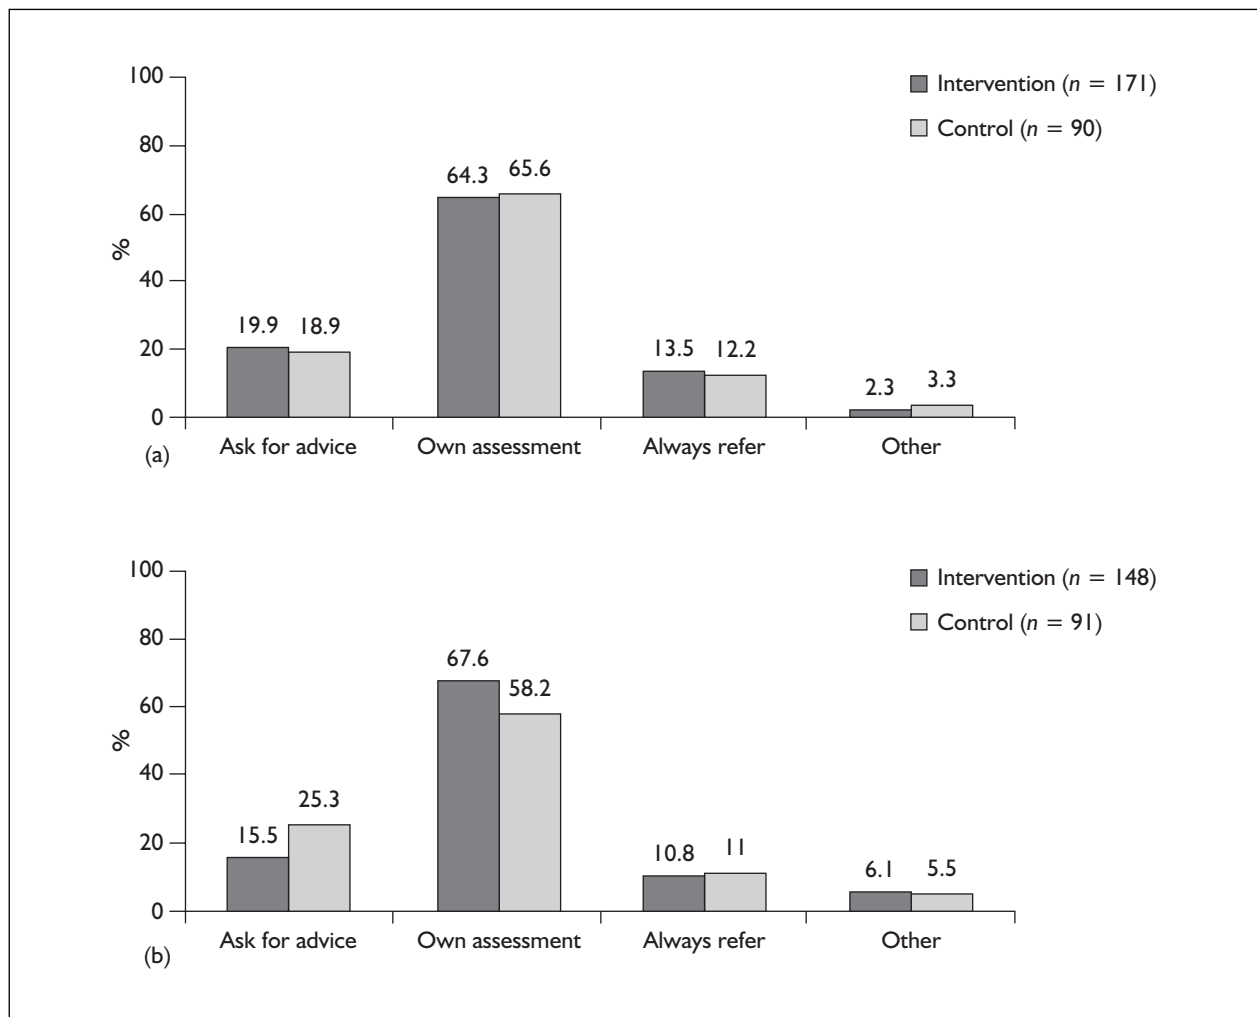 100
80
60
40
20
0
%
Intervention (n = 171)
Control (n = 90)
64.3 65.6
19.9 18.9
13.5 12.2
2.3 3.3
Ask for advice Own assessment Always refer Other
(a)
100
80
60
40
20
0
%
Intervention (n = 148)
Control (n = 91)
67.6 58.2
15.5 25.3
10.8 11
6.1 5.5
Ask for advice Own assessment Always refer Other
(b)